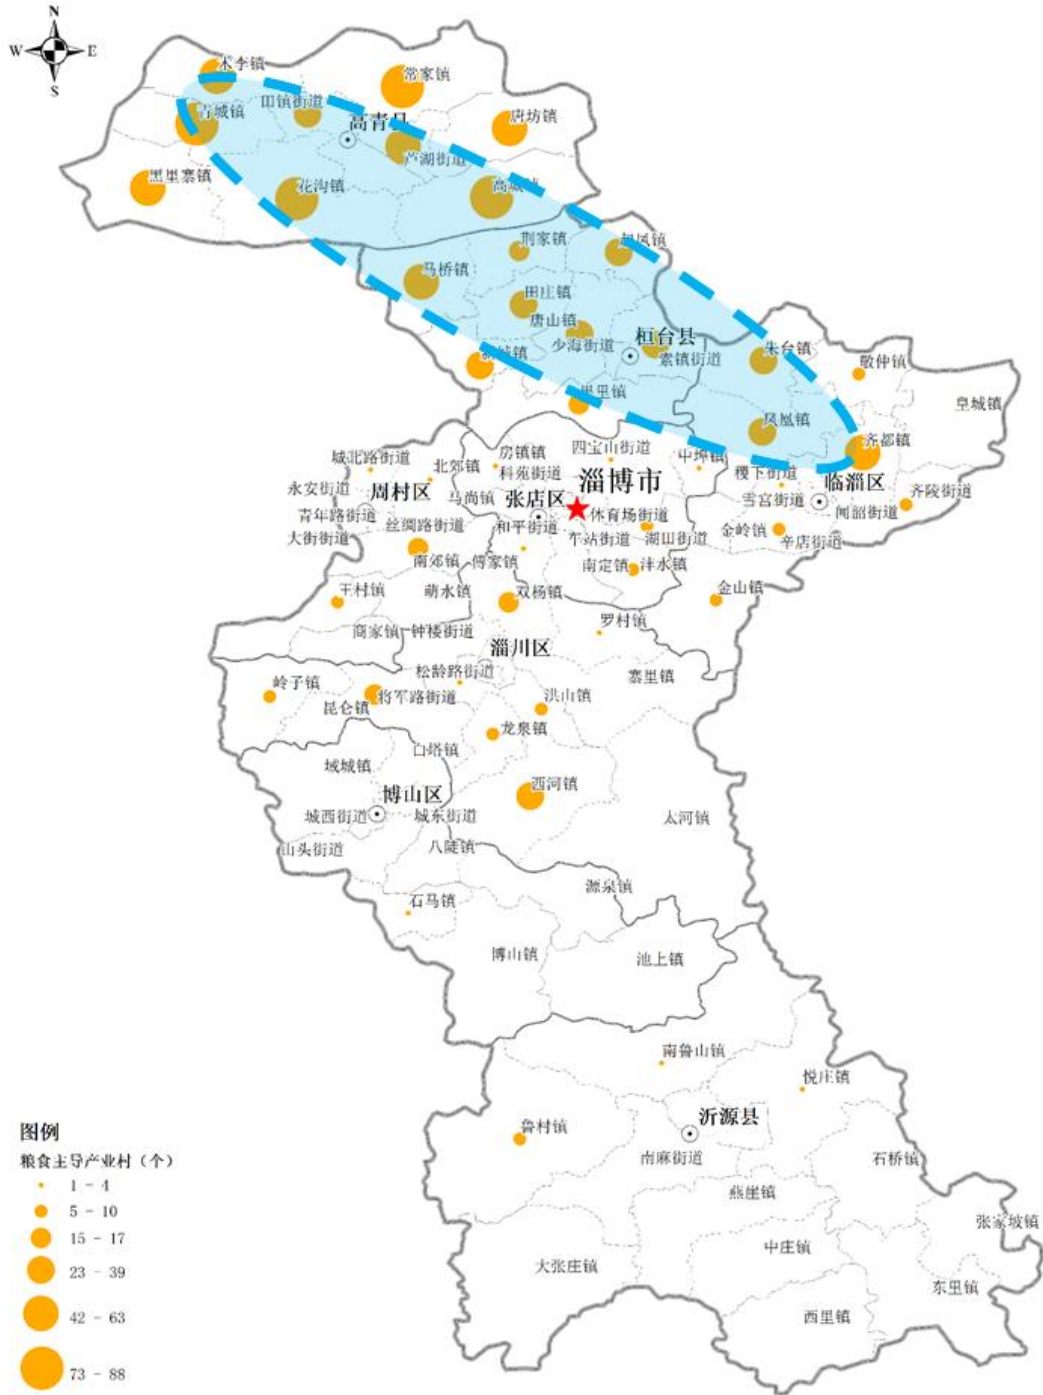 N
W E
S
木李镇
常家镇
青城镇
田镇街道
高青县
唐坊镇
芦湖街道
黑里寨镇
花沟镇
高城镇
荆家镇
起凤镇
马桥镇
田庄镇
唐山镇
少海街道
桓台县
索镇街道
朱台镇
敬仲镇
新城镇
果里镇
凤凰镇
皇城镇
齐都镇
城北路街道
北郊镇
房镇镇
四宝山街道
科苑街道
中埠镇
稷下街道
永安街道
周村区
马尚镇
张店区
淄博市
临淄区
雪宫街道
齐陵街道
青年路街道
丝绸路街道
和平街道
体育场街道
闻韶街道
大街街道
车站街道
湖田街道
金岭镇
辛店街道
南郊镇
傅家镇
南定镇
沣水镇
王村镇
萌水镇
双杨镇
金山镇
罗村镇
商家镇
钟楼街道
淄川区
松龄路街道
寨里镇
岭子镇
昆仑镇
将军路街道
洪山镇
龙泉镇
白塔镇
域城镇
西河镇
博山区
城西街道
城东街道
太河镇
山头街道
八陡镇
源泉镇
石马镇
博山镇
池上镇
南鲁山镇
悦庄镇
鲁村镇
沂源县
南麻街道
石桥镇
燕崖镇
张家坡镇
中庄镇
大张庄镇
东里镇
西里镇
图例
粮食主导产业村（个）
1 - 4
5 - 10
15 - 17
23 - 39
42 - 63
73 - 88